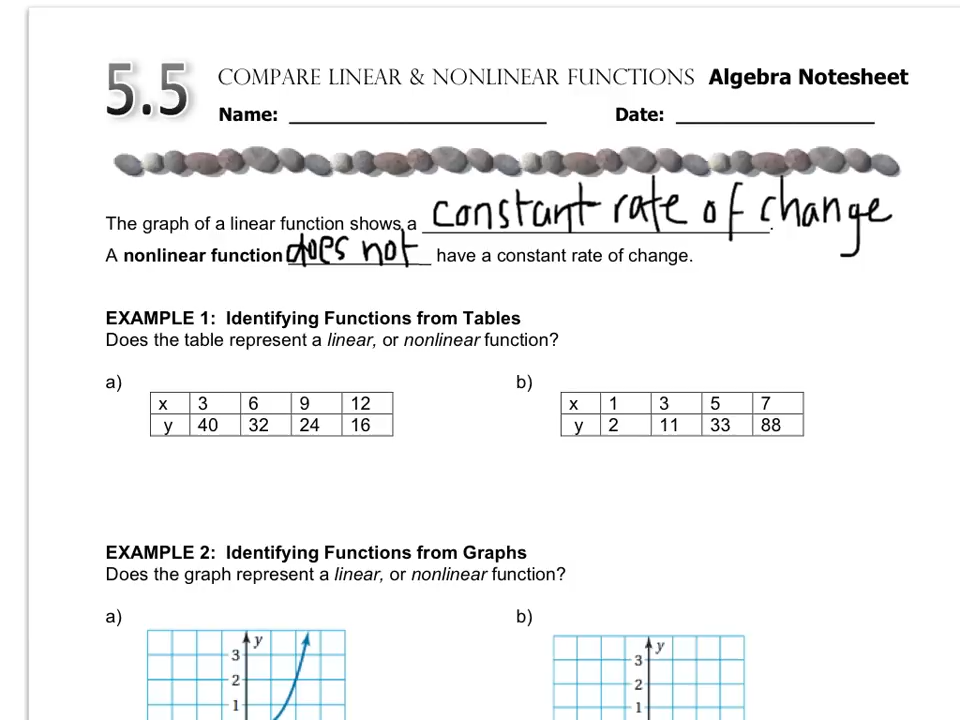 5.5 COMPARE LINEAR & NONLINEAR FUNCTIONS Algebra Notesheet
Name: ____________________ Date: ____________________
The graph of a linear function shows a constant rate of change.
A nonlinear function does not have a constant rate of change.
EXAMPLE 1: Identifying Functions from Tables
Does the table represent a linear, or nonlinear function?
a) b)
x 3 6 9 12 x 1 3 5 7
y 40 32 24 16 y 2 11 33 88
EXAMPLE 2: Identifying Functions from Graphs
Does the graph represent a linear, or nonlinear function?
a) b)
y y
3 3
2 2
1 1